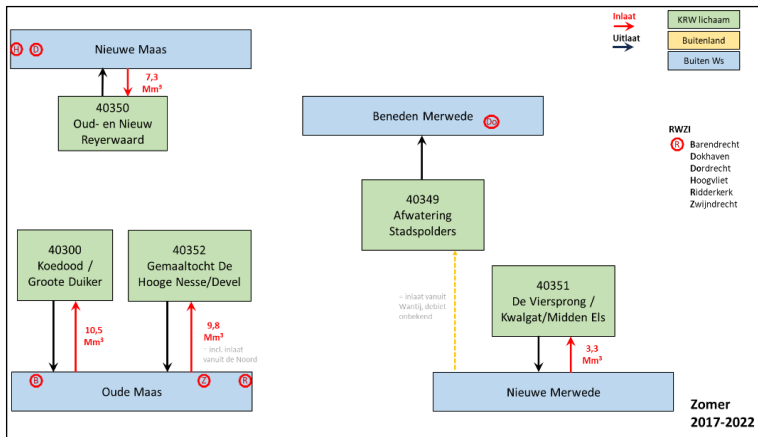 Inlaat
Uitlaat
KRW lichaam
Buitenland
Buiten Ws
H
D
Nieuwe Maas
7,3
Mm³
40350
Oud- en Nieuw
Reyerwaard
Beneden Merwede
Do
RWZI
R
Barendrecht
Dokhaven
Dordrecht
Hoogvliet
Ridderkerk
Zwijndrecht
40349
Afwatering
Stadspolders
40300
Koedood /
Groote Duiker
40352
Gemaaltocht De
Hooge Nesse/Devel
40351
De Viersprong /
Kwalgat/Midden Els
– inlaat vanuit
Wantij, debiet
onbekend
10,5
Mm³
9,8
Mm³
– incl. inlaat
vanuit de Noord
3,3
Mm³
B
Z
R
Oude Maas
Nieuwe Merwede
Zomer
2017-2022